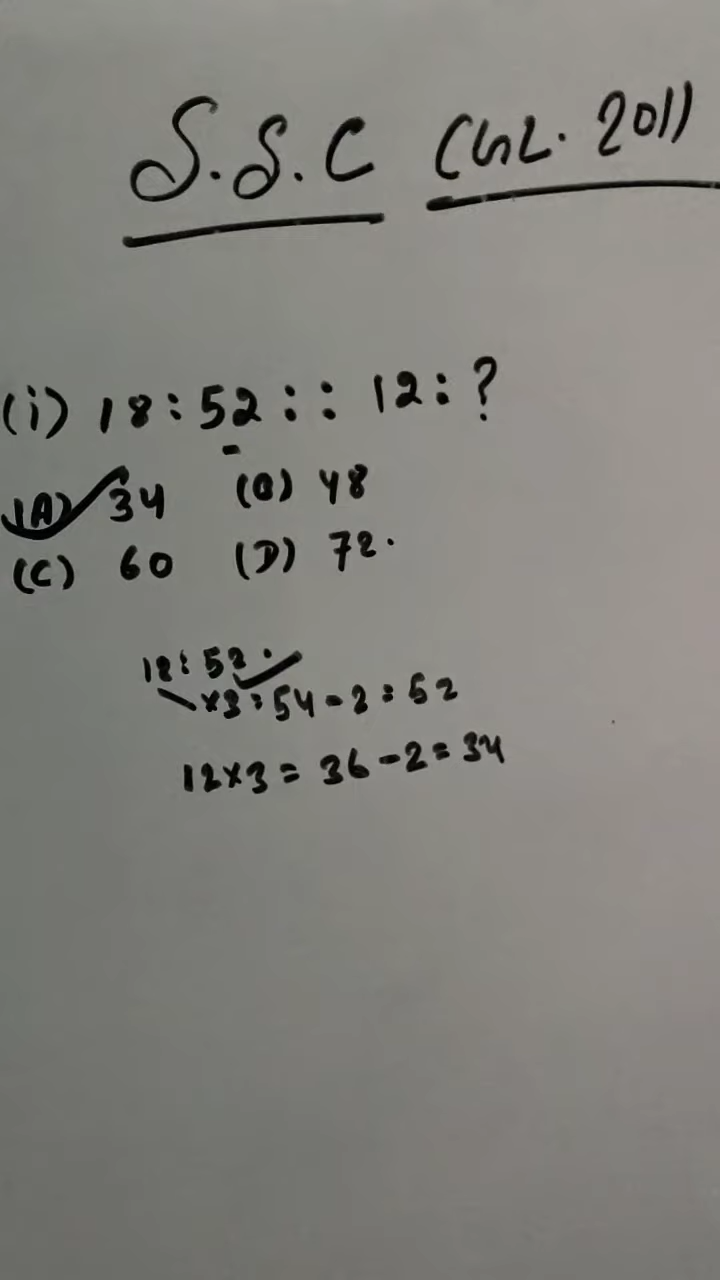 S.S.C (GL. 2011
(i) 18:52:: 12:?
(A) 34 (B) 48
(C) 60 (D) 72.
18:52.
×3=54-2=52
12×3=36-2=34